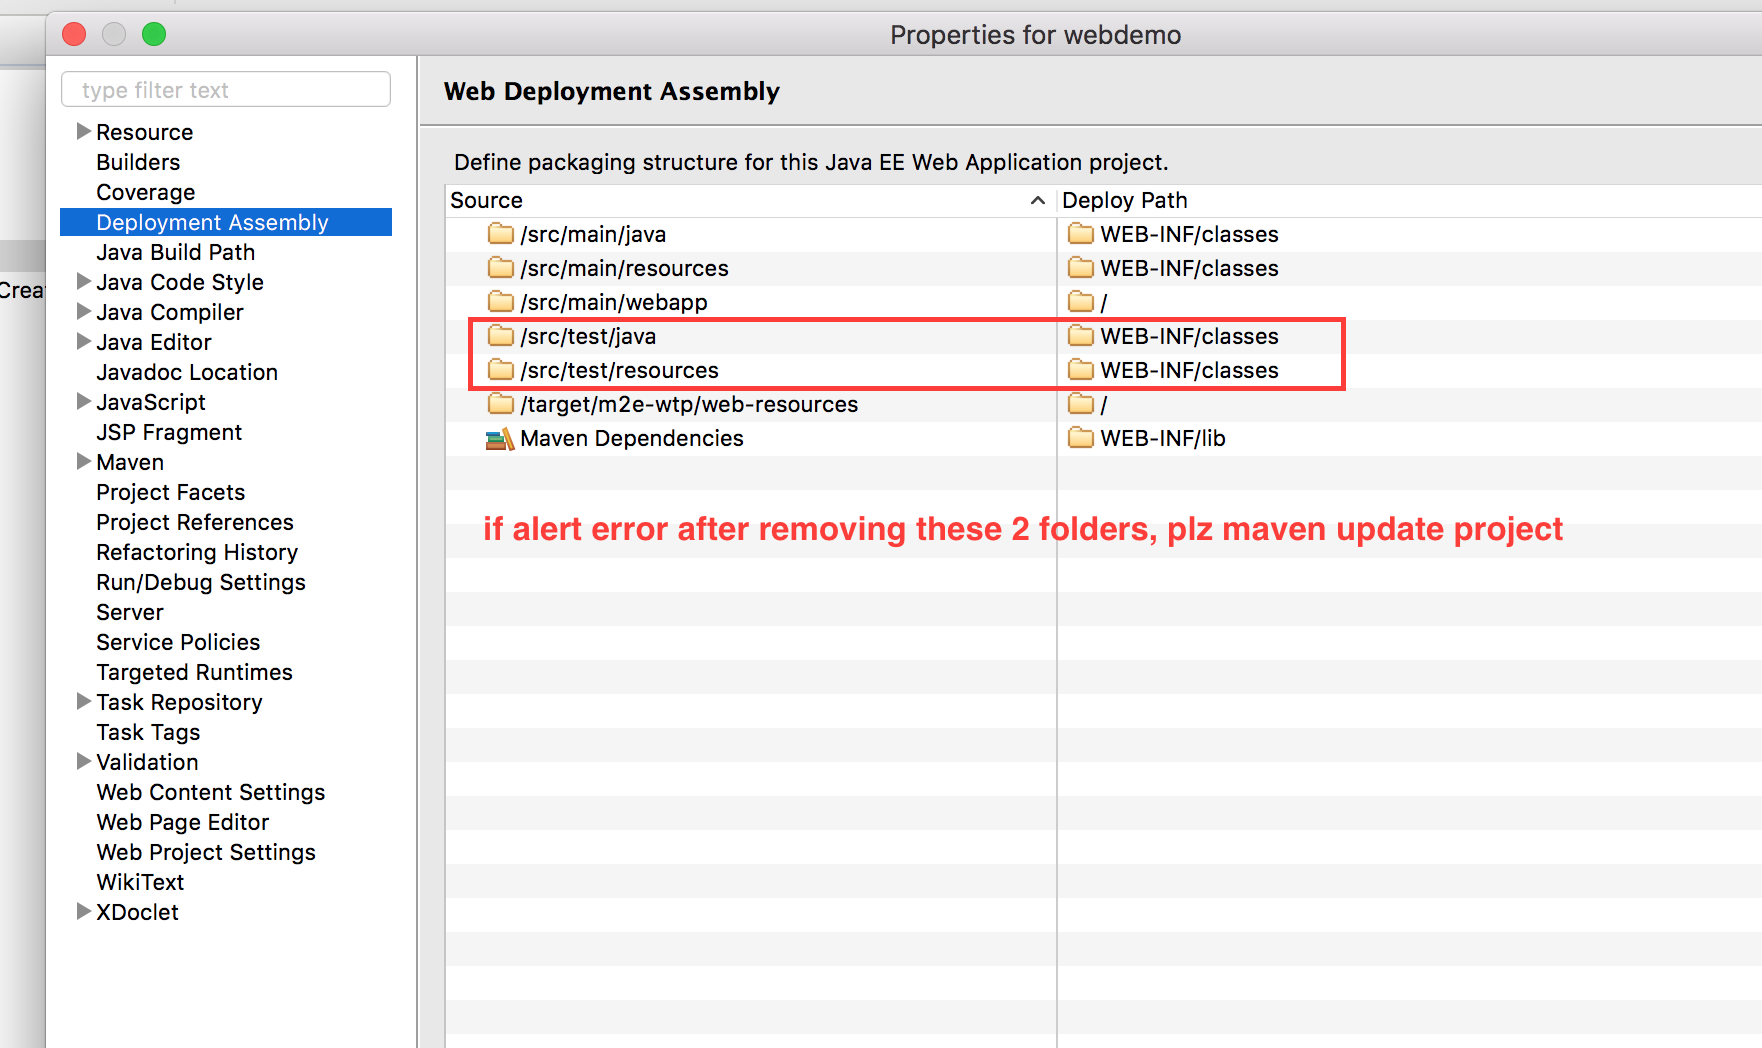 Properties for webdemo
type filter text
Web Deployment Assembly
Resource
Builders
Coverage
Deployment Assembly
Java Build Path
Java Code Style
Java Compiler
Java Editor
Javadoc Location
JavaScript
JSP Fragment
Maven
Project Facets
Project References
Refactoring History
Run/Debug Settings
Server
Service Policies
Targeted Runtimes
Task Repository
Task Tags
Validation
Web Content Settings
Web Page Editor
Web Project Settings
WikiText
XDoclet
Define packaging structure for this Java EE Web Application project.
Source Deploy Path
/src/main/java WEB-INF/classes
/src/main/resources WEB-INF/classes
/src/main/webapp /
/src/test/java WEB-INF/classes
/src/test/resources WEB-INF/classes
/target/m2e-wtp/web-resources /
Maven Dependencies WEB-INF/lib
if alert error after removing these 2 folders, plz maven update project